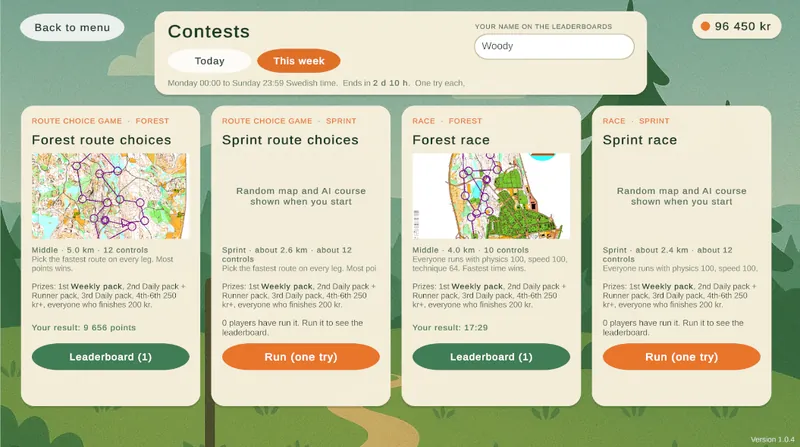 Back to menu
Contests
Today
This week
YOUR NAME ON THE LEADERBOARDS
Woody
Monday 00:00 to Sunday 23:59 Swedish time. Ends in 2 d 10 h. One try each,
96 450 kr
ROUTE CHOICE GAME · FOREST
Forest route choices
Middle · 5.0 km · 12 controls
Pick the fastest route on every leg. Most
points wins.
Prizes: 1st Weekly pack, 2nd Daily pack +
Runner pack, 3rd Daily pack, 4th-6th 250
kr+, everyone who finishes 200 kr.
Your result: 9 656 points
Leaderboard (1)
ROUTE CHOICE GAME · SPRINT
Sprint route choices
Random map and AI course
shown when you start
Sprint · about 2.6 km · about 12
controls
Pick the fastest route on every leg. Most poi
Prizes: 1st Weekly pack, 2nd Daily pack +
Runner pack, 3rd Daily pack, 4th-6th 250
kr+, everyone who finishes 200 kr.
0 players have run it. Run it to see the
leaderboard.
Run (one try)
RACE · FOREST
Forest race
Middle · 4.0 km · 10 controls
Everyone runs with physics 100, speed 100,
technique 64. Fastest time wins.
Prizes: 1st Weekly pack, 2nd Daily pack +
Runner pack, 3rd Daily pack, 4th-6th 250
kr+, everyone who finishes 200 kr.
Your result: 17:29
Leaderboard (1)
RACE · SPRINT
Sprint race
Random map and AI course
shown when you start
Sprint · about 2.4 km · about 12
controls
Everyone runs with physics 100, speed 100,
Prizes: 1st Weekly pack, 2nd Daily pack +
Runner pack, 3rd Daily pack, 4th-6th 250
kr+, everyone who finishes 200 kr.
0 players have run it. Run it to see the
leaderboard.
Run (one try)
Version 1.0.4